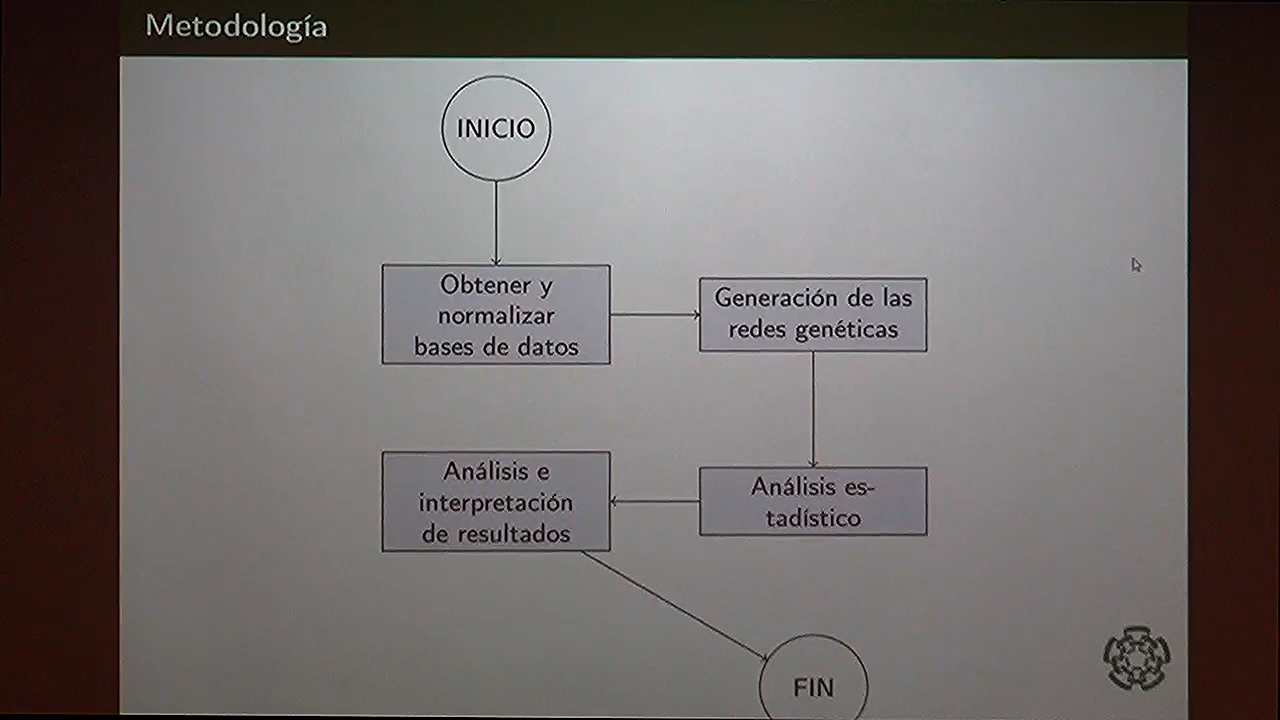 Metodología
INICIO
Obtener y
normalizar
bases de datos
Generación de las
redes genéticas
Análisis es-
tadístico
Análisis e
interpretación
de resultados
FIN